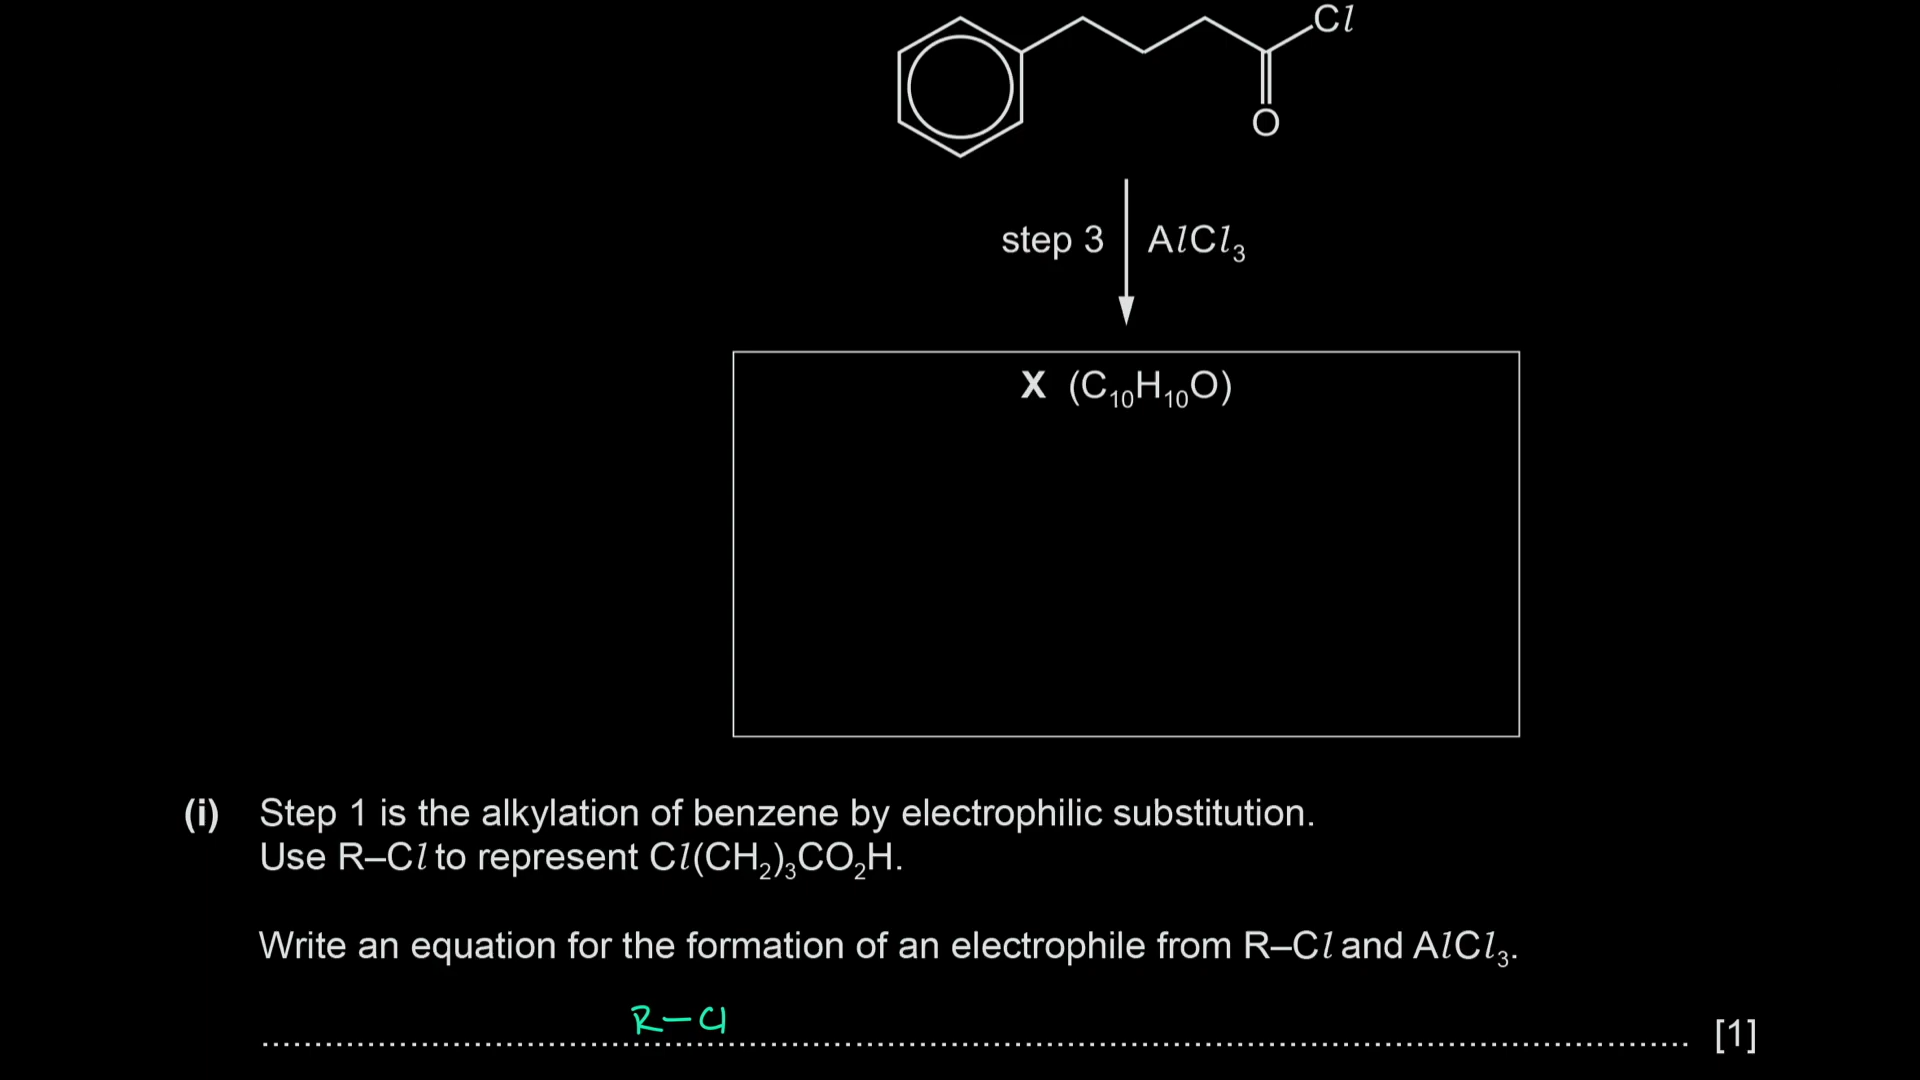 Cl
O
step 3 AlCl3
X (C10H10O)
(i) Step 1 is the alkylation of benzene by electrophilic substitution.
Use R–Cl to represent Cl(CH2)3CO2H.
Write an equation for the formation of an electrophile from R–Cl and AlCl3.
R–Cl
[1]